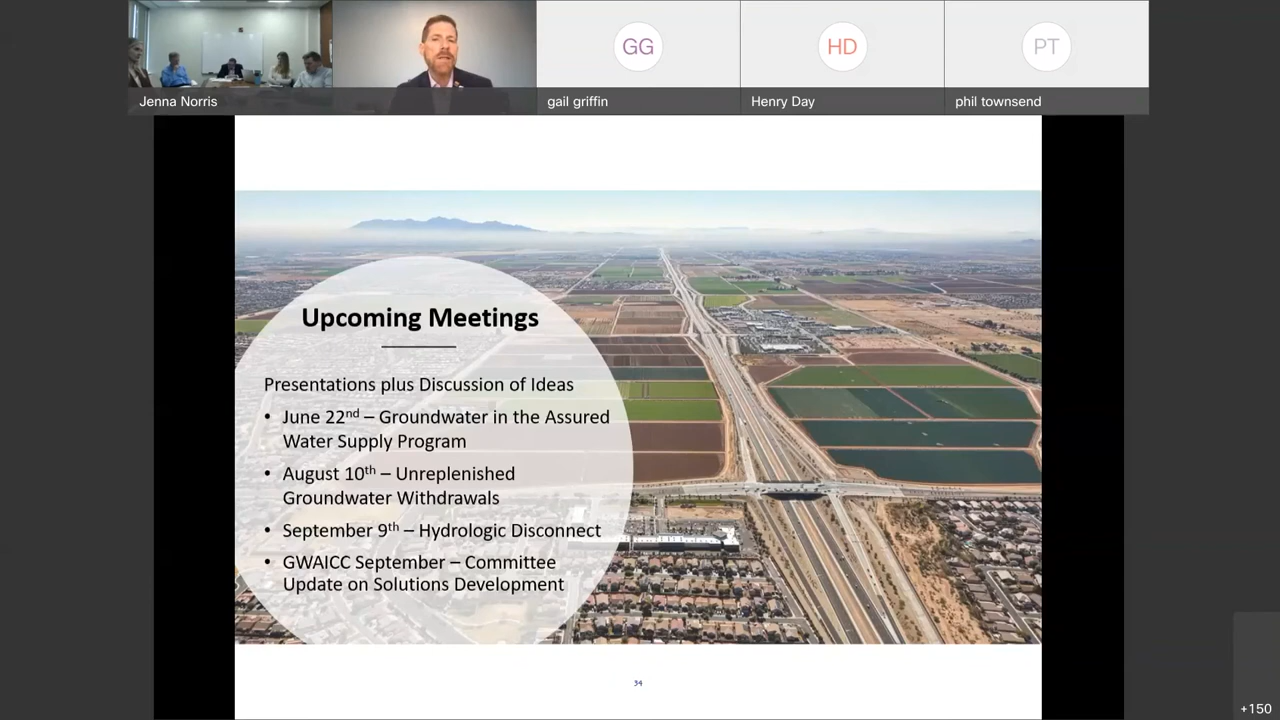 GG
HD
PT
Jenna Norris
gail griffin
Henry Day
phil townsend
Upcoming Meetings
Presentations plus Discussion of Ideas
• June 22nd – Groundwater in the Assured
Water Supply Program
• August 10th – Unreplenished
Groundwater Withdrawals
• September 9th – Hydrologic Disconnect
• GWAICC September – Committee
Update on Solutions Development
34
+150